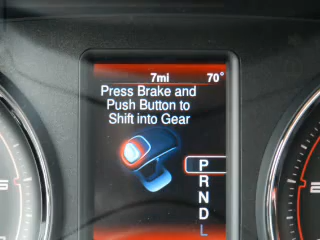 7mi 70°
Press Brake and
Push Button to
Shift into Gear
P
R
N
D
L